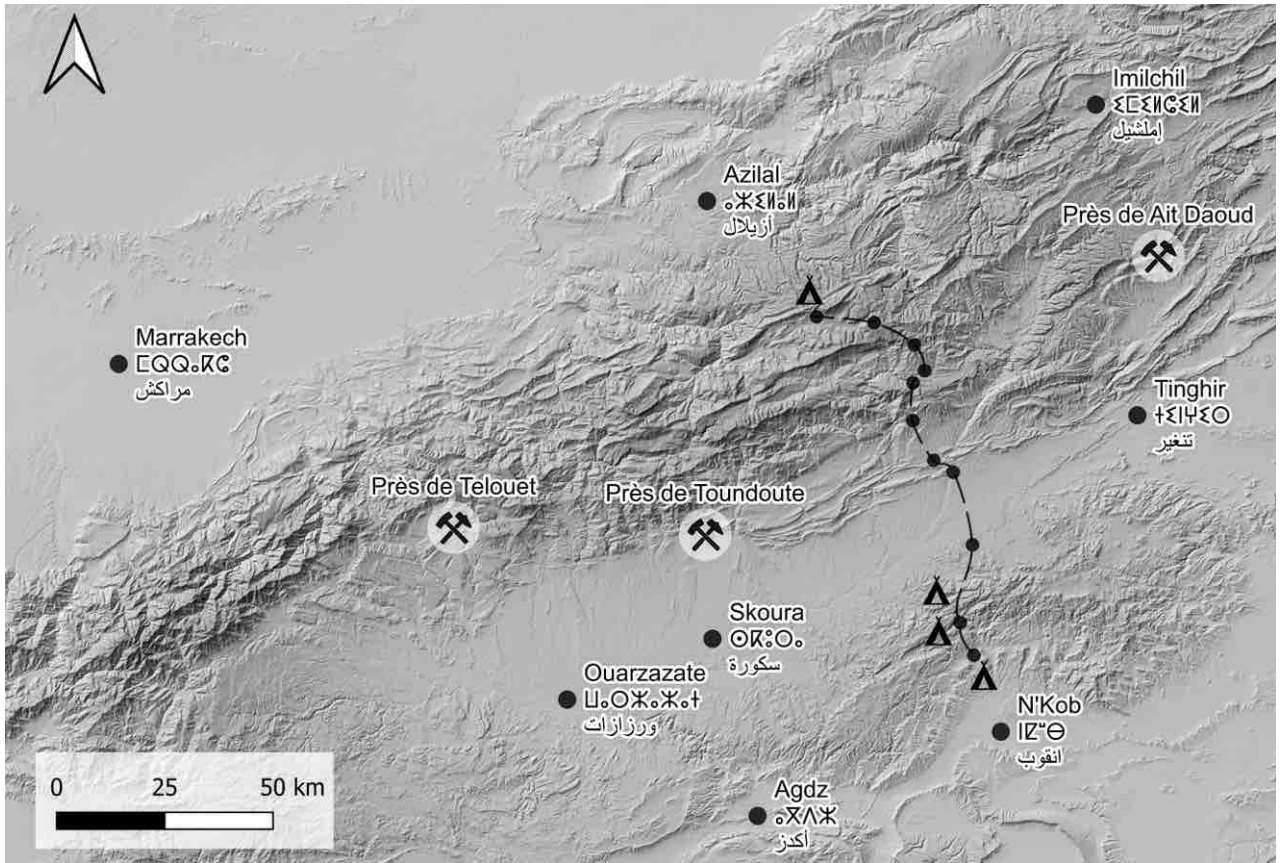 Imilchil
ⵉⵎⵉⵍⵛⵉⵍ
إملشيل
Azilal
ⴰⵣⵉⵍⴰⵍ
أزيلال
Près de Ait Daoud
Marrakech
ⵎⵕⵕⴰⴽⵛ
مراكش
Tinghir
ⵜⵉⵏⵖⵉⵔ
تنغير
Près de Telouet
Près de Toundoute
Skoura
ⵙⴽⵓⵔⴰ
سكورة
Ouarzazate
ⵡⴰⵔⵣⴰⵣⴰⵜ
ورزازات
N'Kob
ⵏⵇⵯⴱ
انقوب
Agdz
ⴰⴳⴷⵣ
أكدز
0 25 50 km